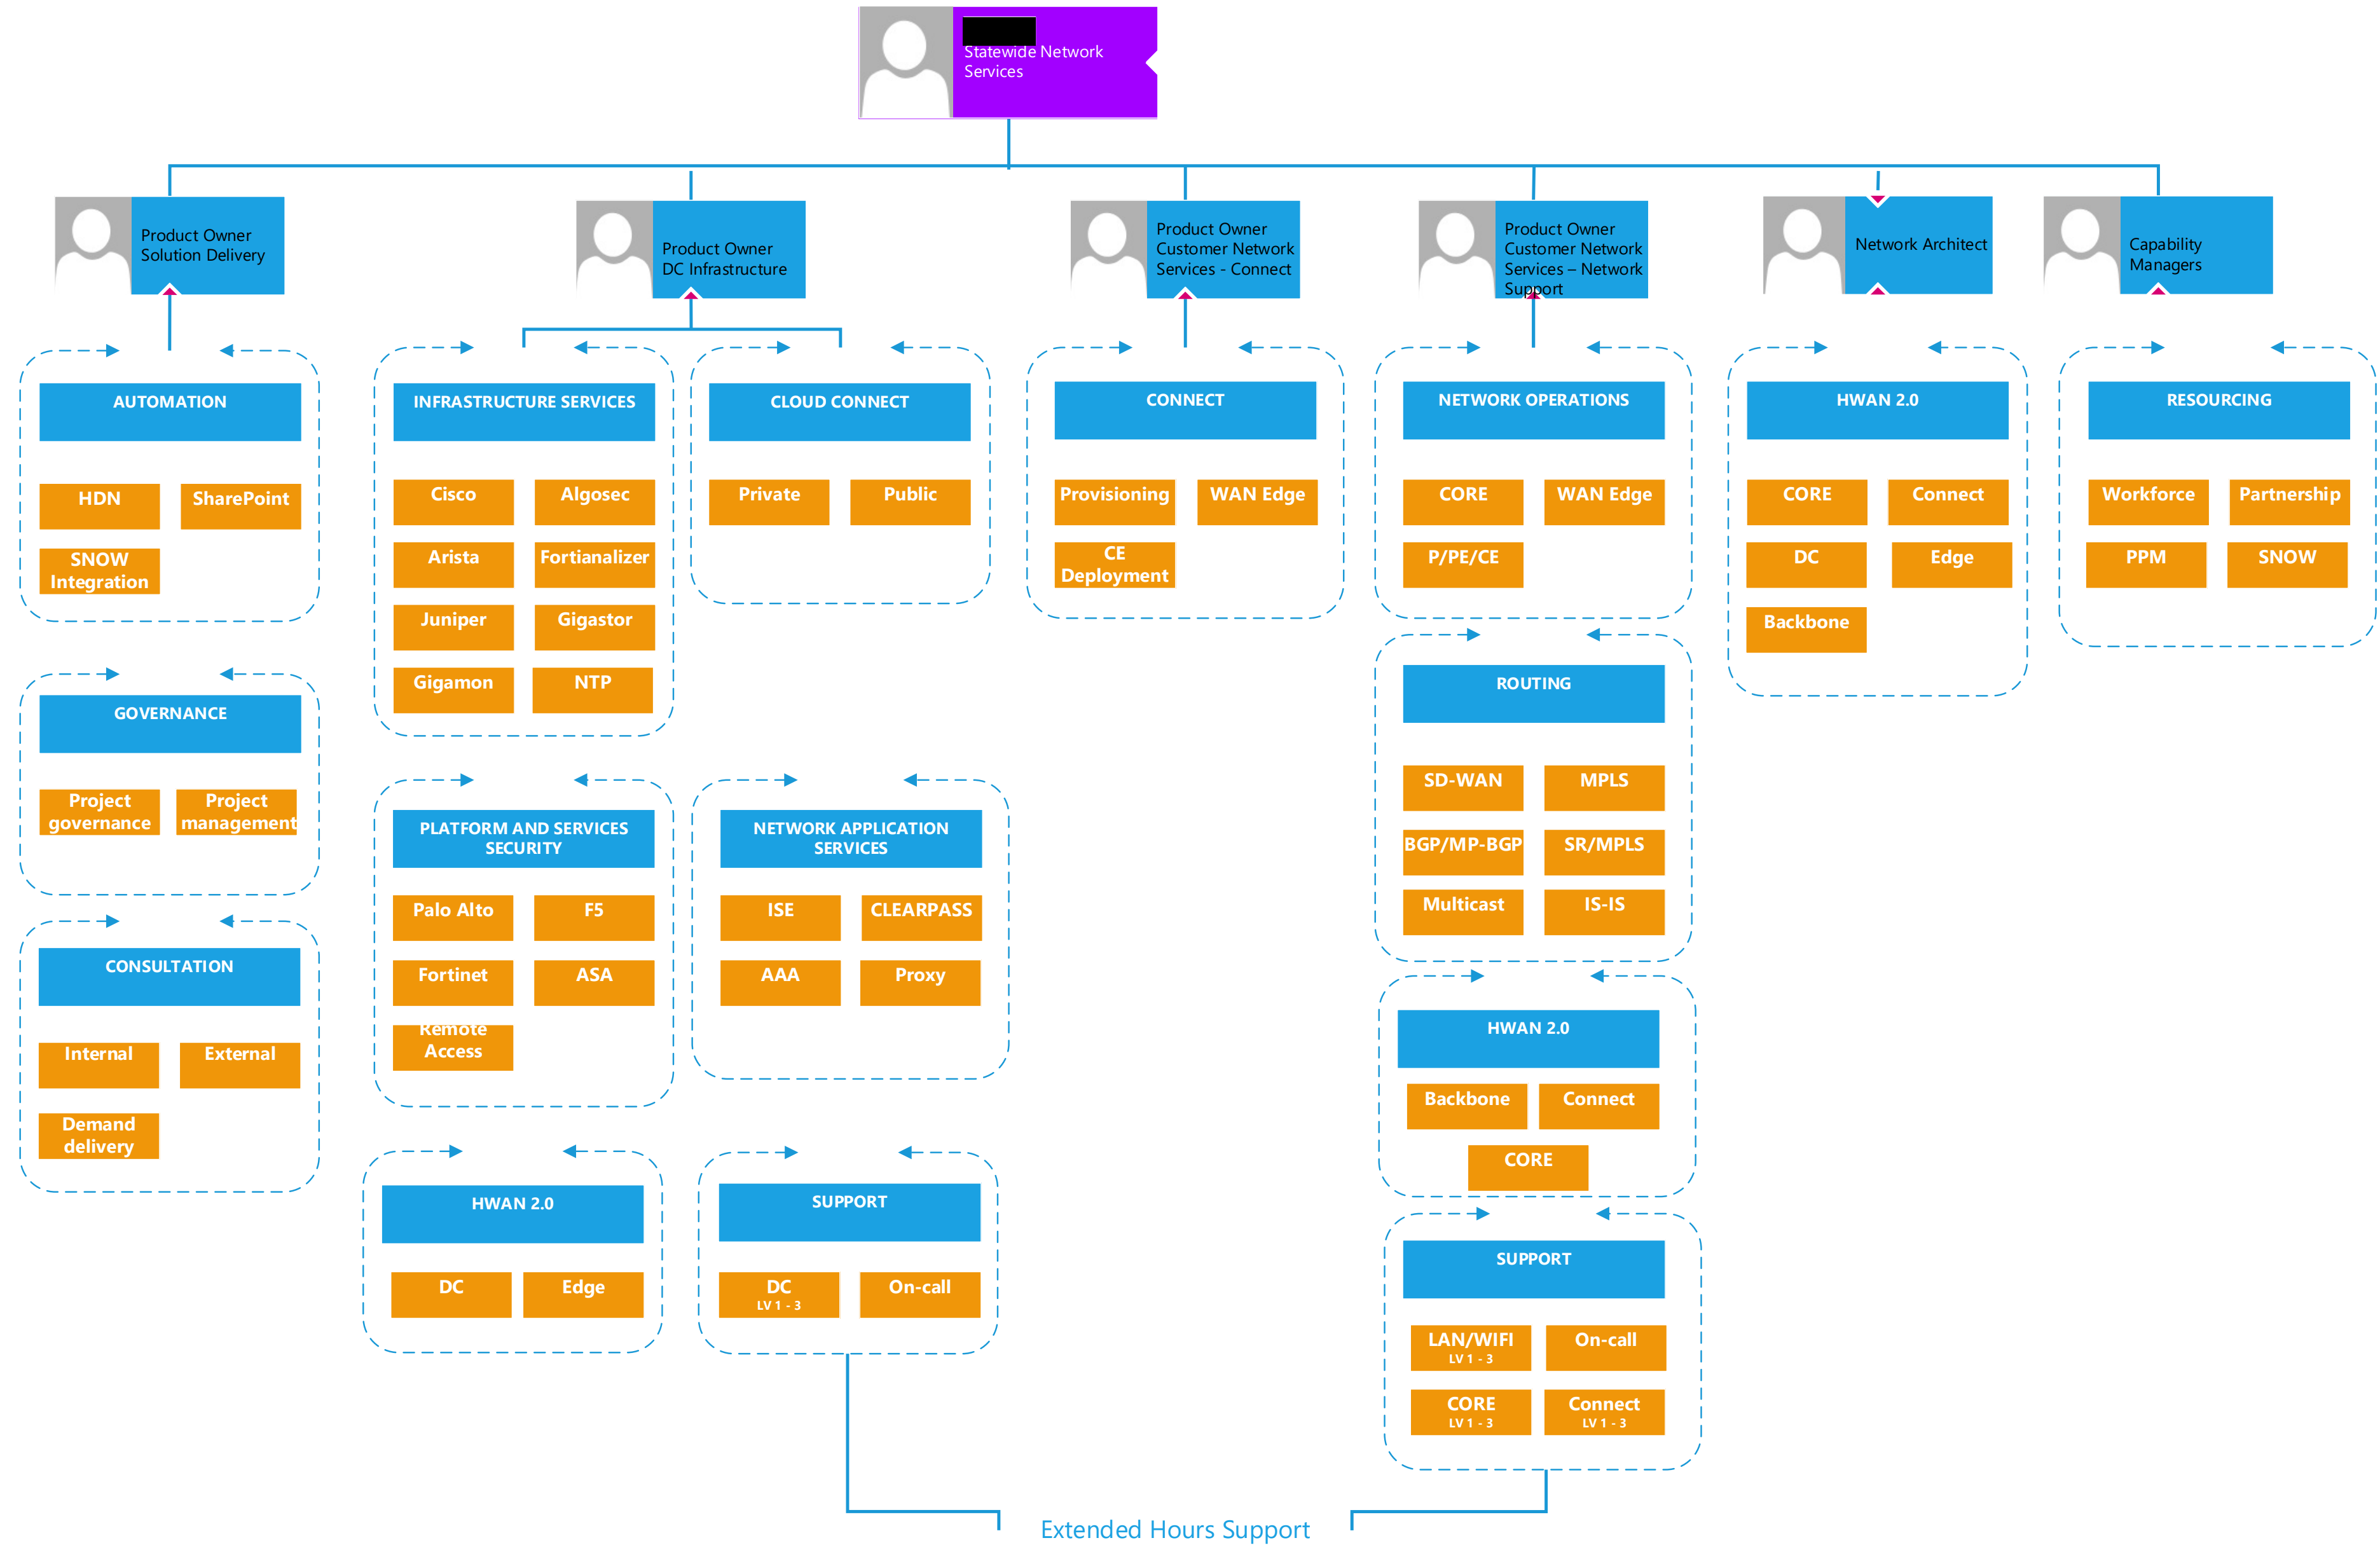 Statewide Network
Services
Product Owner
Solution Delivery
Product Owner
DC Infrastructure
Product Owner
Customer Network
Services - Connect
Product Owner
Customer Network
Services – Network
Support
Network Architect
Capability
Managers
AUTOMATION
HDN
SharePoint
SNOW
Integration
GOVERNANCE
Project
governance
Project
management
CONSULTATION
Internal
External
Demand
delivery
INFRASTRUCTURE SERVICES
Cisco
Algosec
Arista
Fortianalizer
Juniper
Gigastor
Gigamon
NTP
CLOUD CONNECT
Private
Public
PLATFORM AND SERVICES
SECURITY
Palo Alto
F5
Fortinet
ASA
Remote
Access
NETWORK APPLICATION
SERVICES
ISE
CLEARPASS
AAA
Proxy
HWAN 2.0
DC
Edge
SUPPORT
DC
LV 1 - 3
On-call
CONNECT
Provisioning
WAN Edge
CE
Deployment
NETWORK OPERATIONS
CORE
WAN Edge
P/PE/CE
ROUTING
SD-WAN
MPLS
BGP/MP-BGP
SR/MPLS
Multicast
IS-IS
HWAN 2.0
Backbone
Connect
CORE
SUPPORT
LAN/WIFI
LV 1 - 3
On-call
CORE
LV 1 - 3
Connect
LV 1 - 3
HWAN 2.0
CORE
Connect
DC
Edge
Backbone
RESOURCING
Workforce
Partnership
PPM
SNOW
Extended Hours Support